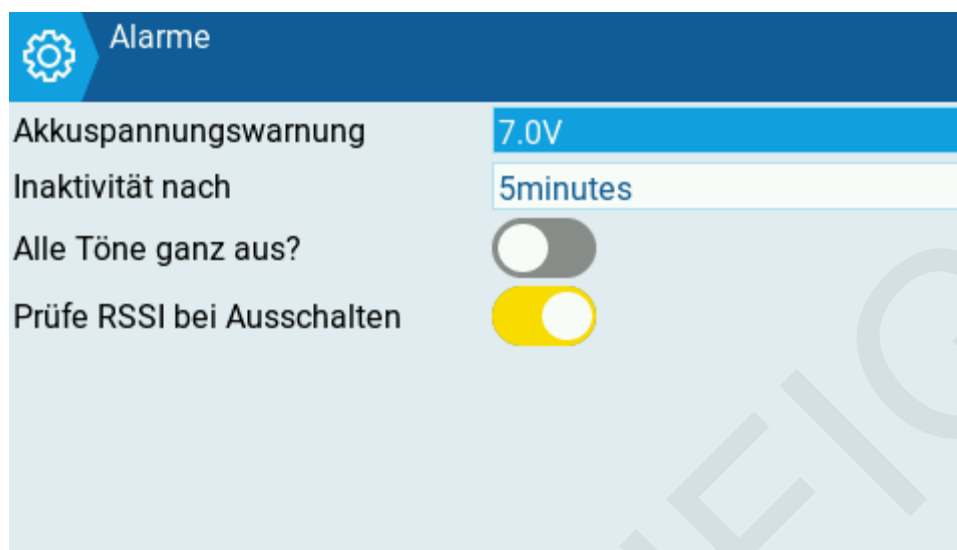 Alarme
Akkuspannungswarnung 7.0V
Inaktivität nach 5minutes
Alle Töne ganz aus?
Prüfe RSSI bei Ausschalten